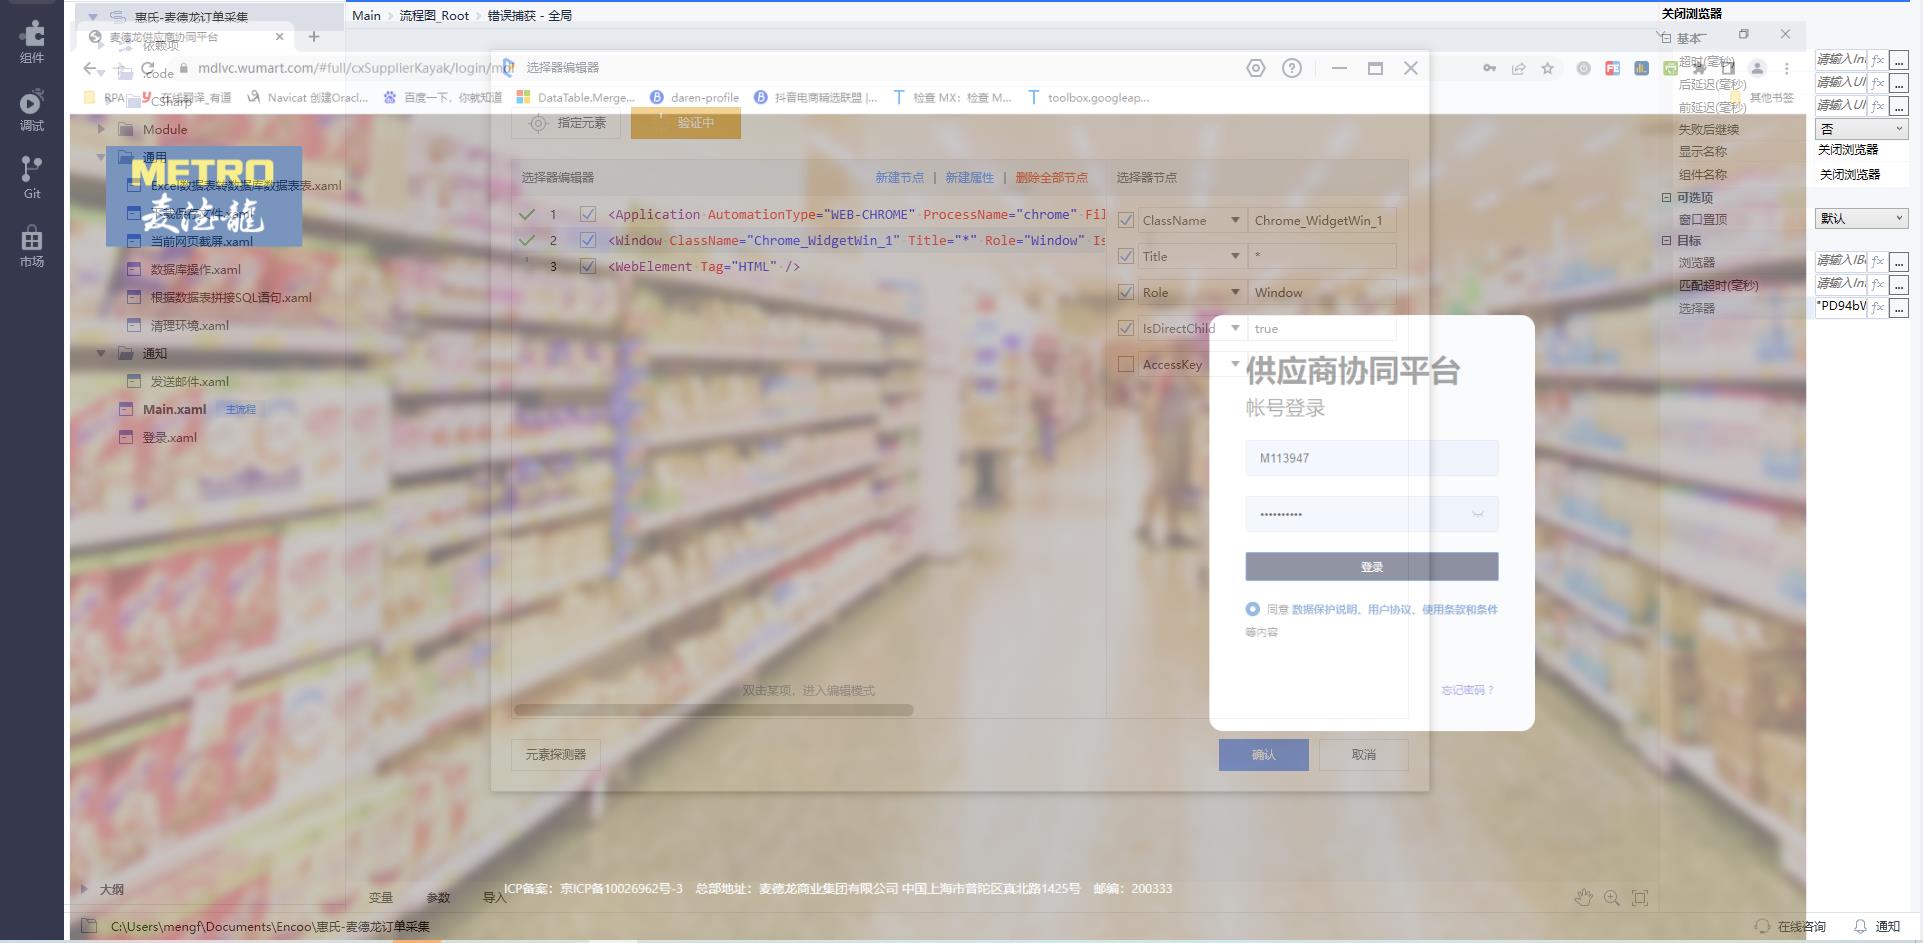 组件
调试
Git
市场
惠氏-麦德龙订单采集
麦德龙供应商协同平台
依赖项
.code
CSharp
Module
通用
Excel数据表转数据库数据表表.xaml
下载保存文件.xaml
当前网页截屏.xaml
数据库操作.xaml
根据数据表拼接SQL语句.xaml
清理环境.xaml
通知
发送邮件.xaml
Main.xaml 主流程
登录.xaml
大纲
METRO
麦德龍
Main 流程图_Root 错误捕获 - 全局
mdlvc.wumart.com/#full/cxSupplierKayak/login/mdl
RPA
在线翻译_有道
Navicat 创建Oracl...
百度一下，你就知道
DataTable.Merge...
daren-profile
抖音电商精选联盟 |...
检查 MX：检查 M...
toolbox.googleap...
其他书签
选择器编辑器
指定元素
验证中
选择器编辑器
新建节点 | 新建属性 | 删除全部节点
1 <Application AutomationType="WEB-CHROME" ProcessName="chrome" Fil
2 <Window ClassName="Chrome_WidgetWin_1" Title="*" Role="Window" Is
3 <WebElement Tag="HTML" />
双击某项，进入编辑模式
选择器节点
ClassName Chrome_WidgetWin_1
Title *
Role Window
IsDirectChild true
AccessKey
元素探测器
确认
取消
供应商协同平台
帐号登录
M113947
••••••••••
登录
同意 数据保护说明、用户协议、使用条款和条件
等内容
忘记密码？
关闭浏览器
基本
超时(毫秒) 请输入In fx ...
后延迟(毫秒) 请输入UI fx ...
前延迟(毫秒) 请输入UI fx ...
失败后继续 否
显示名称 关闭浏览器
组件名称 关闭浏览器
可选项
窗口置顶 默认
目标
浏览器 请输入IB fx ...
匹配超时(毫秒) 请输入In fx ...
选择器 "PD94bV fx ...
变量
参数
导入
ICP备案：京ICP备10026962号-3 总部地址：麦德龙商业集团有限公司 中国上海市普陀区真北路1425号 邮编：200333
C:\Users\mengf\Documents\Encoo\惠氏-麦德龙订单采集
在线咨询
通知